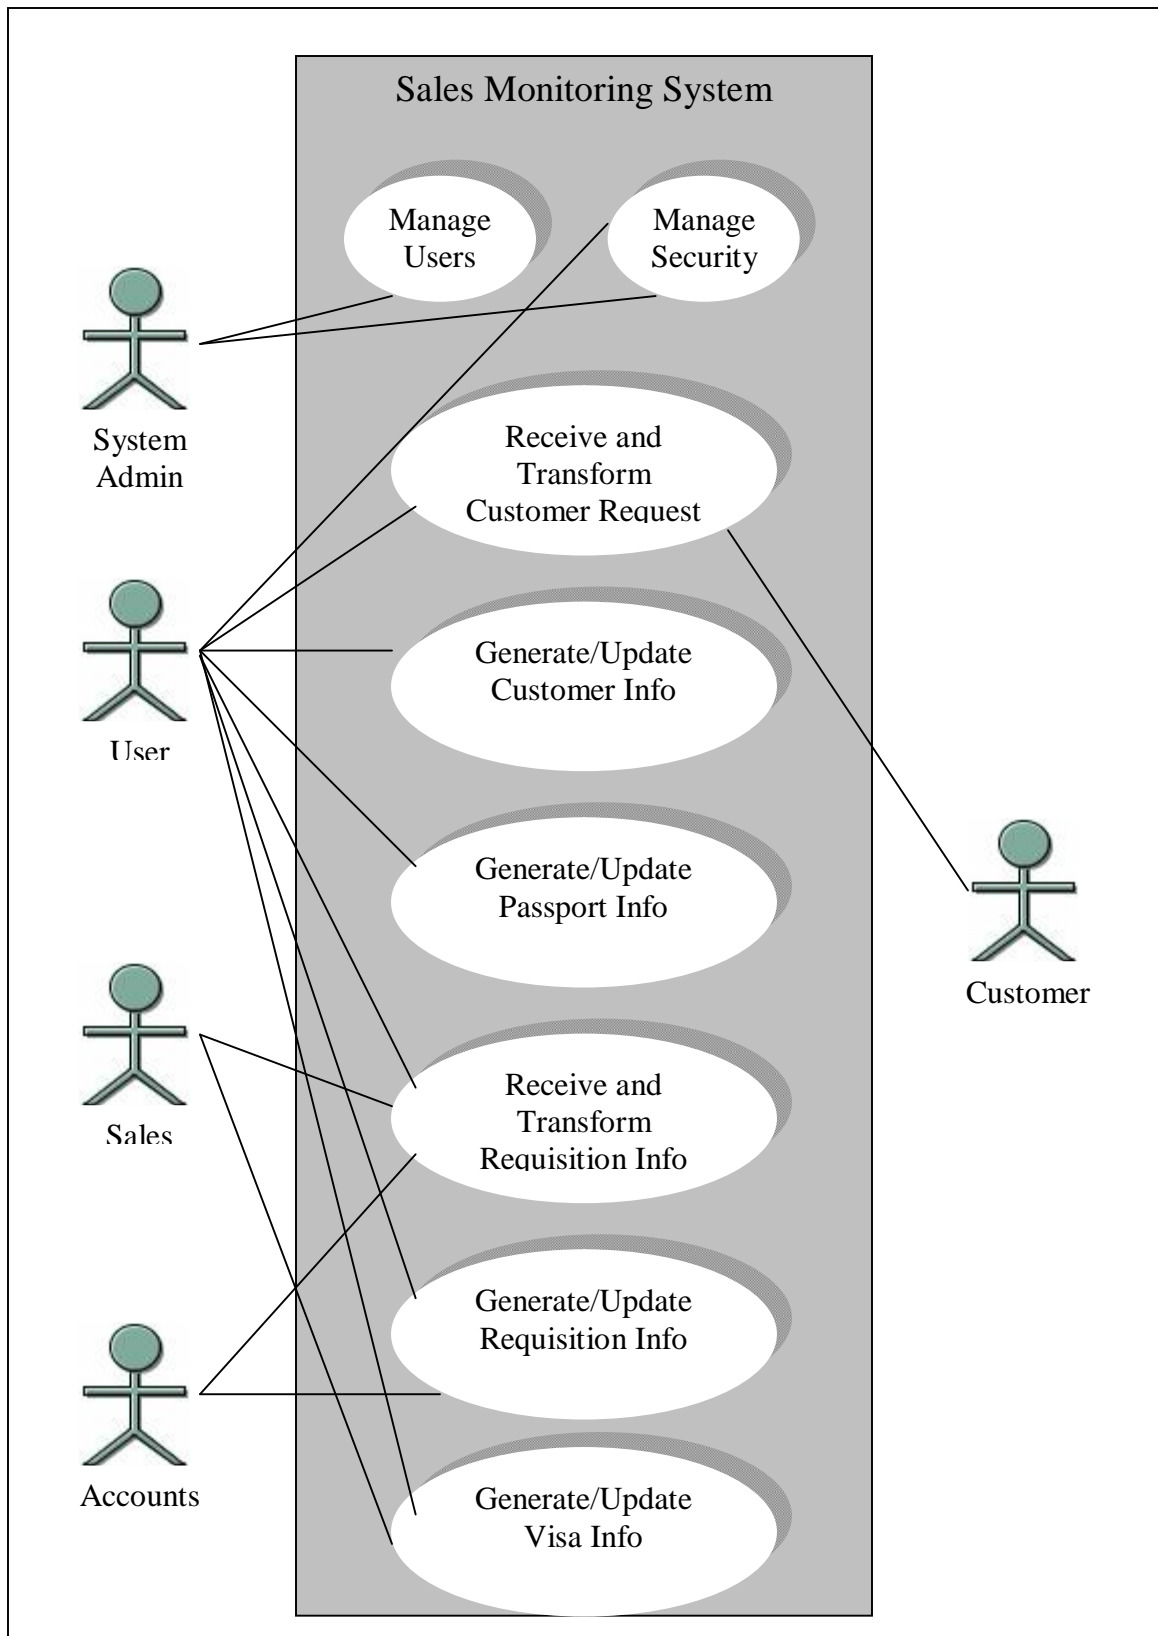 Sales Monitoring System
Manage
Users
Manage
Security
System
Admin
Receive and
Transform
Customer Request
User
Generate/Update
Customer Info
Generate/Update
Passport Info
Customer
Sales
Receive and
Transform
Requisition Info
Generate/Update
Requisition Info
Accounts
Generate/Update
Visa Info